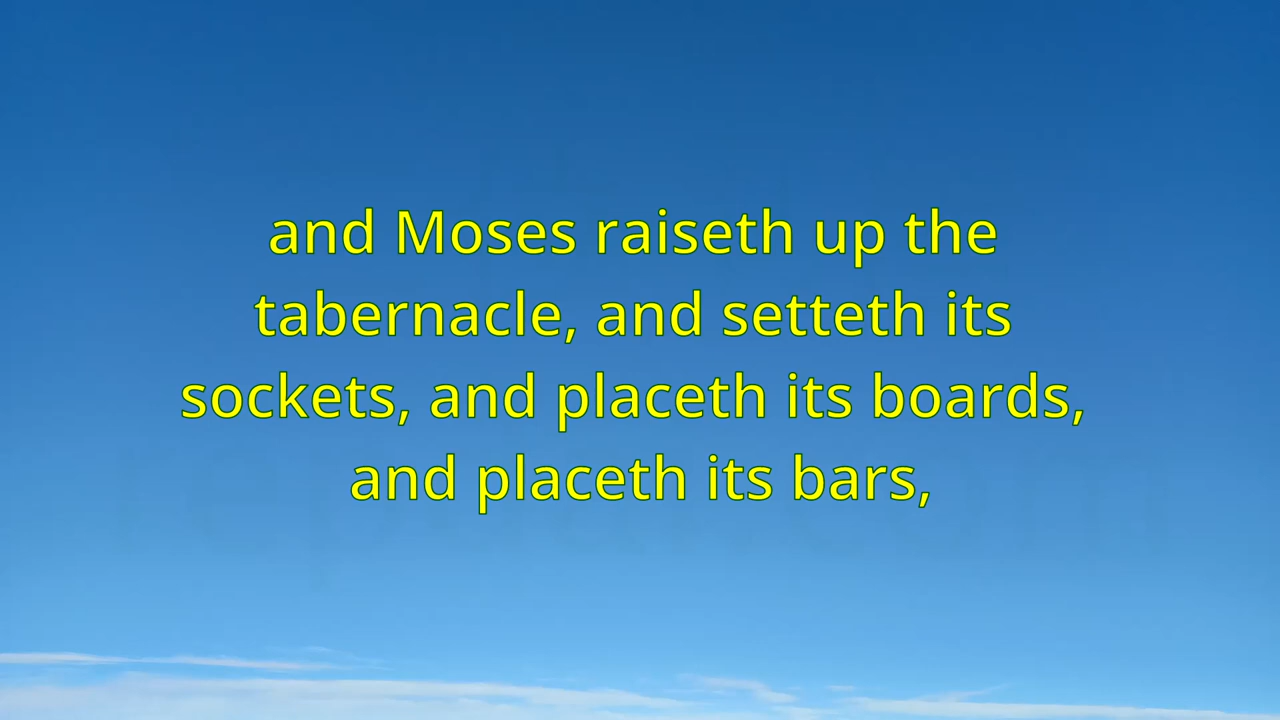 and Moses raiseth up the
tabernacle, and setteth its
sockets, and placeth its boards,
and placeth its bars,